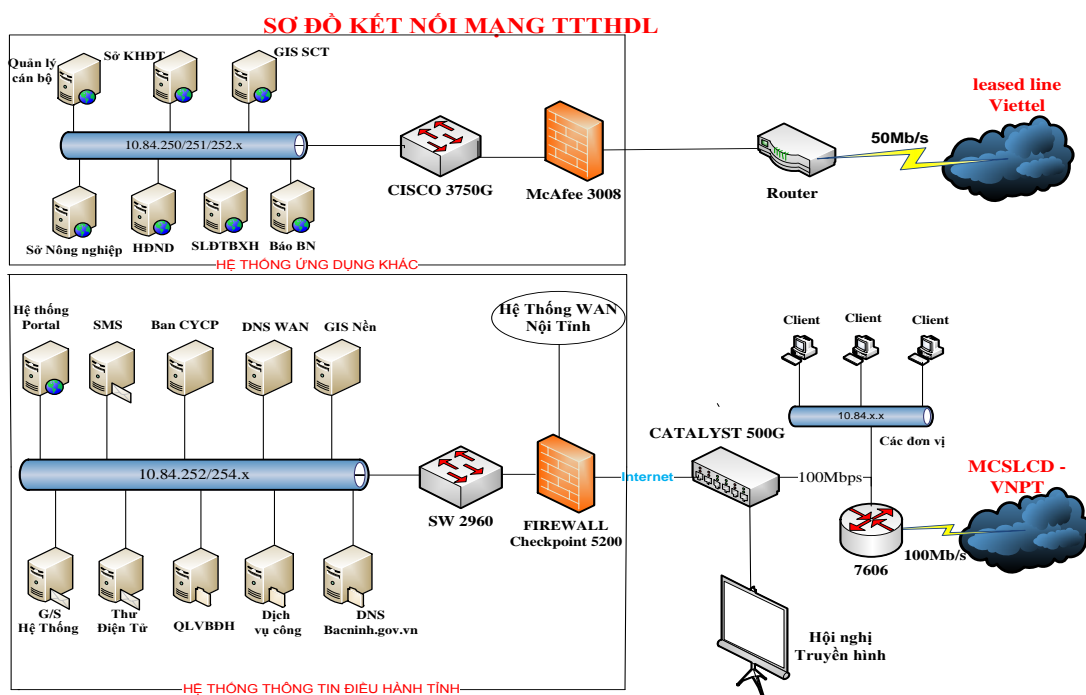 SƠ ĐỒ KẾT NỐI MẠNG TTTHDL
Quản lý
cán bộ
Sở KHĐT
GIS SCT
10.84.250/251/252.x
Sở Nông nghiệp
HĐND
SLĐTBXH
Báo BN
CISCO 3750G
McAfee 3008
Router
50Mb/s
leased line
Viettel
HỆ THỐNG ỨNG DỤNG KHÁC
Hệ thống
Portal
SMS
Ban CYCP
DNS WAN
GIS Nền
Hệ Thống WAN
Nội Tỉnh
10.84.252/254.x
SW 2960
FIREWALL
Checkpoint 5200
Internet
CATALYST 500G
100Mbps
Client
Client
Client
10.84.x.x
Các đơn vị
7606
100Mb/s
MCSLCD -
VNPT
G/S
Hệ Thống
Thư
Điện Tử
QLVBĐH
Dịch
vụ công
DNS
Bacninh.gov.vn
Hội nghị
Truyền hình
HỆ THỐNG THÔNG TIN ĐIỀU HÀNH TỈNH